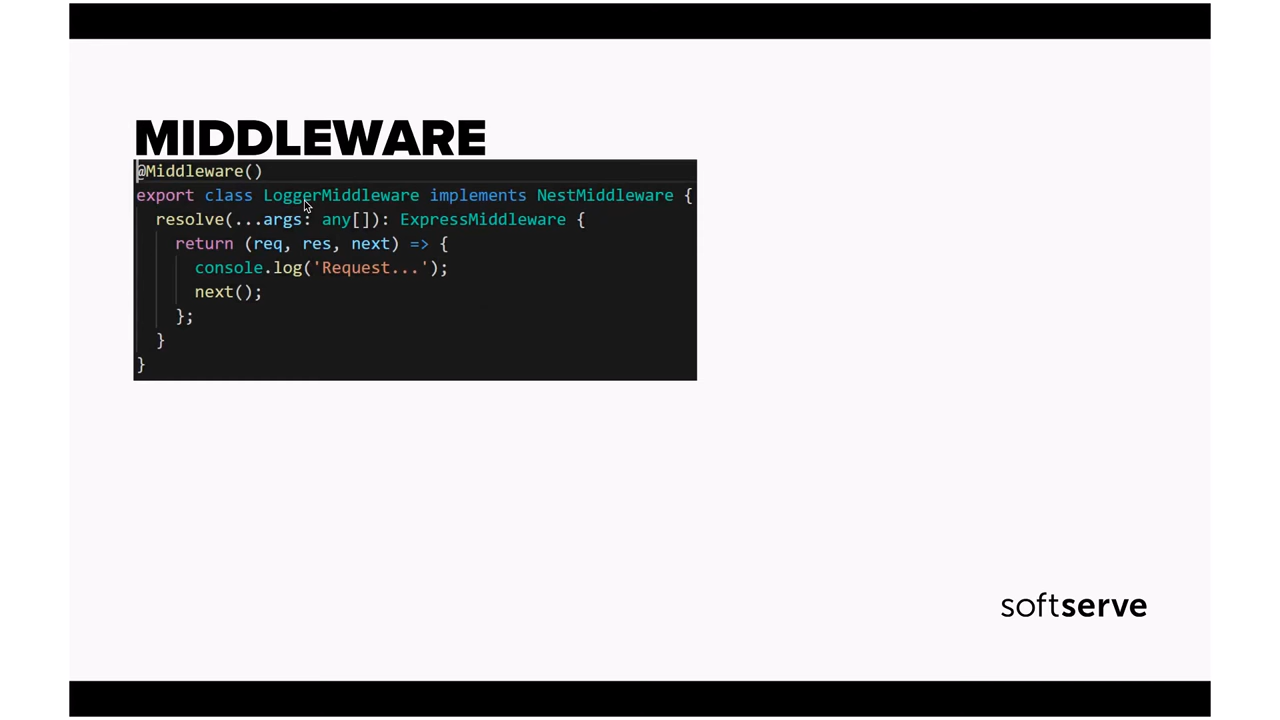 MIDDLEWARE
@Middleware()
export class LoggerMiddleware implements NestMiddleware {
resolve(...args: any[]): ExpressMiddleware {
return (req, res, next) => {
console.log('Request...');
next();
};
}
}
softserve